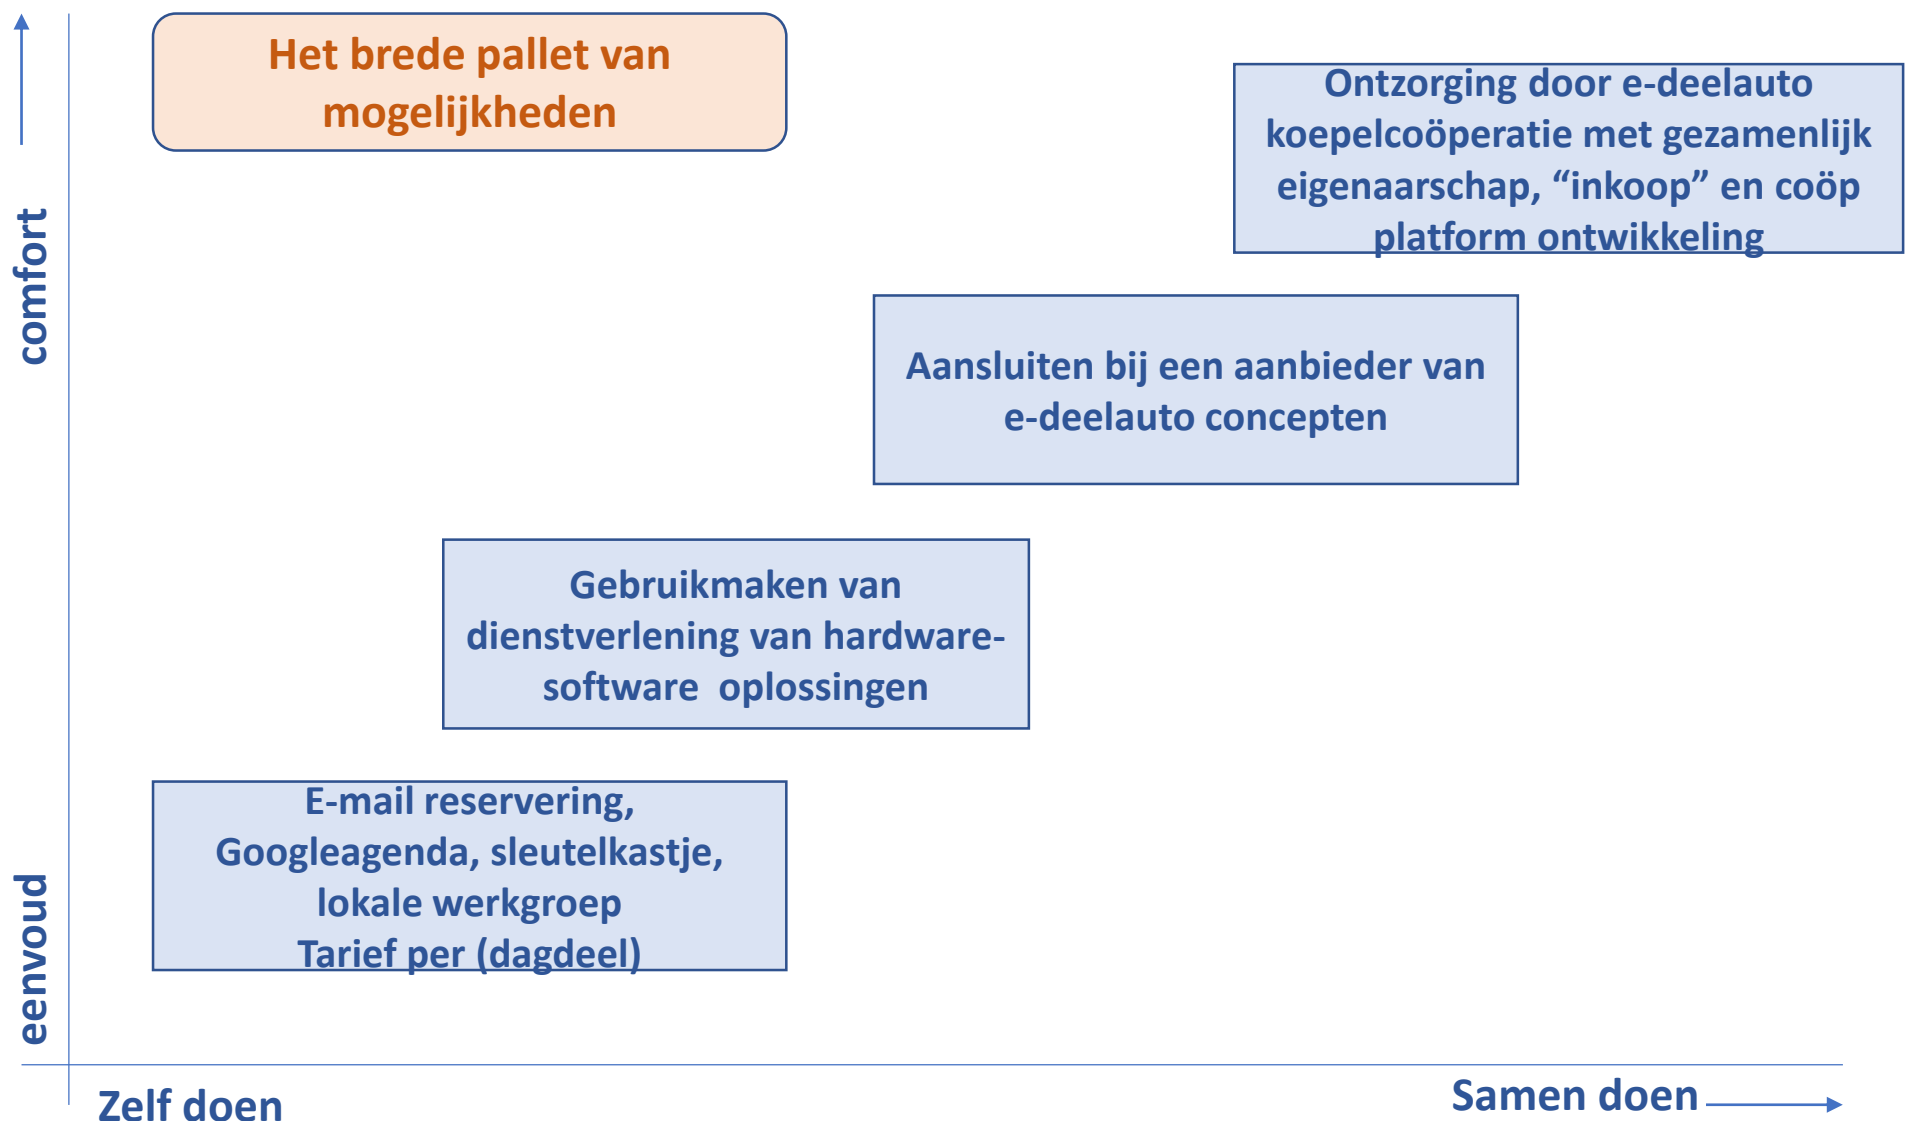 Het brede pallet van
mogelijkheden
Ontzorging door e-deelauto
koepelcoöperatie met gezamenlijk
eigenaarschap, “inkoop” en coöp
platform ontwikkeling
comfort
Aansluiten bij een aanbieder van
e-deelauto concepten
Gebruikmaken van
dienstverlening van hardware-
software  oplossingen
E-mail reservering,
Googleagenda, sleutelkastje,
lokale werkgroep
Tarief per (dagdeel)
eenvoud
Zelf doen
Samen doen